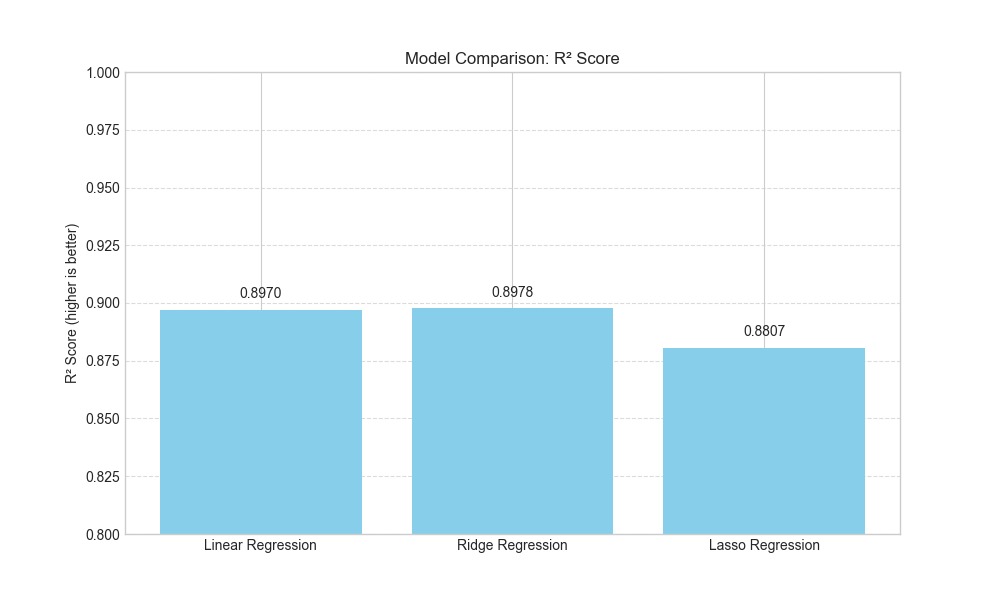 Model Comparison: R² Score
R² Score (higher is better)
1.000
0.975
0.950
0.925
0.900
0.875
0.850
0.825
0.800
0.8970
0.8978
0.8807
Linear Regression
Ridge Regression
Lasso Regression